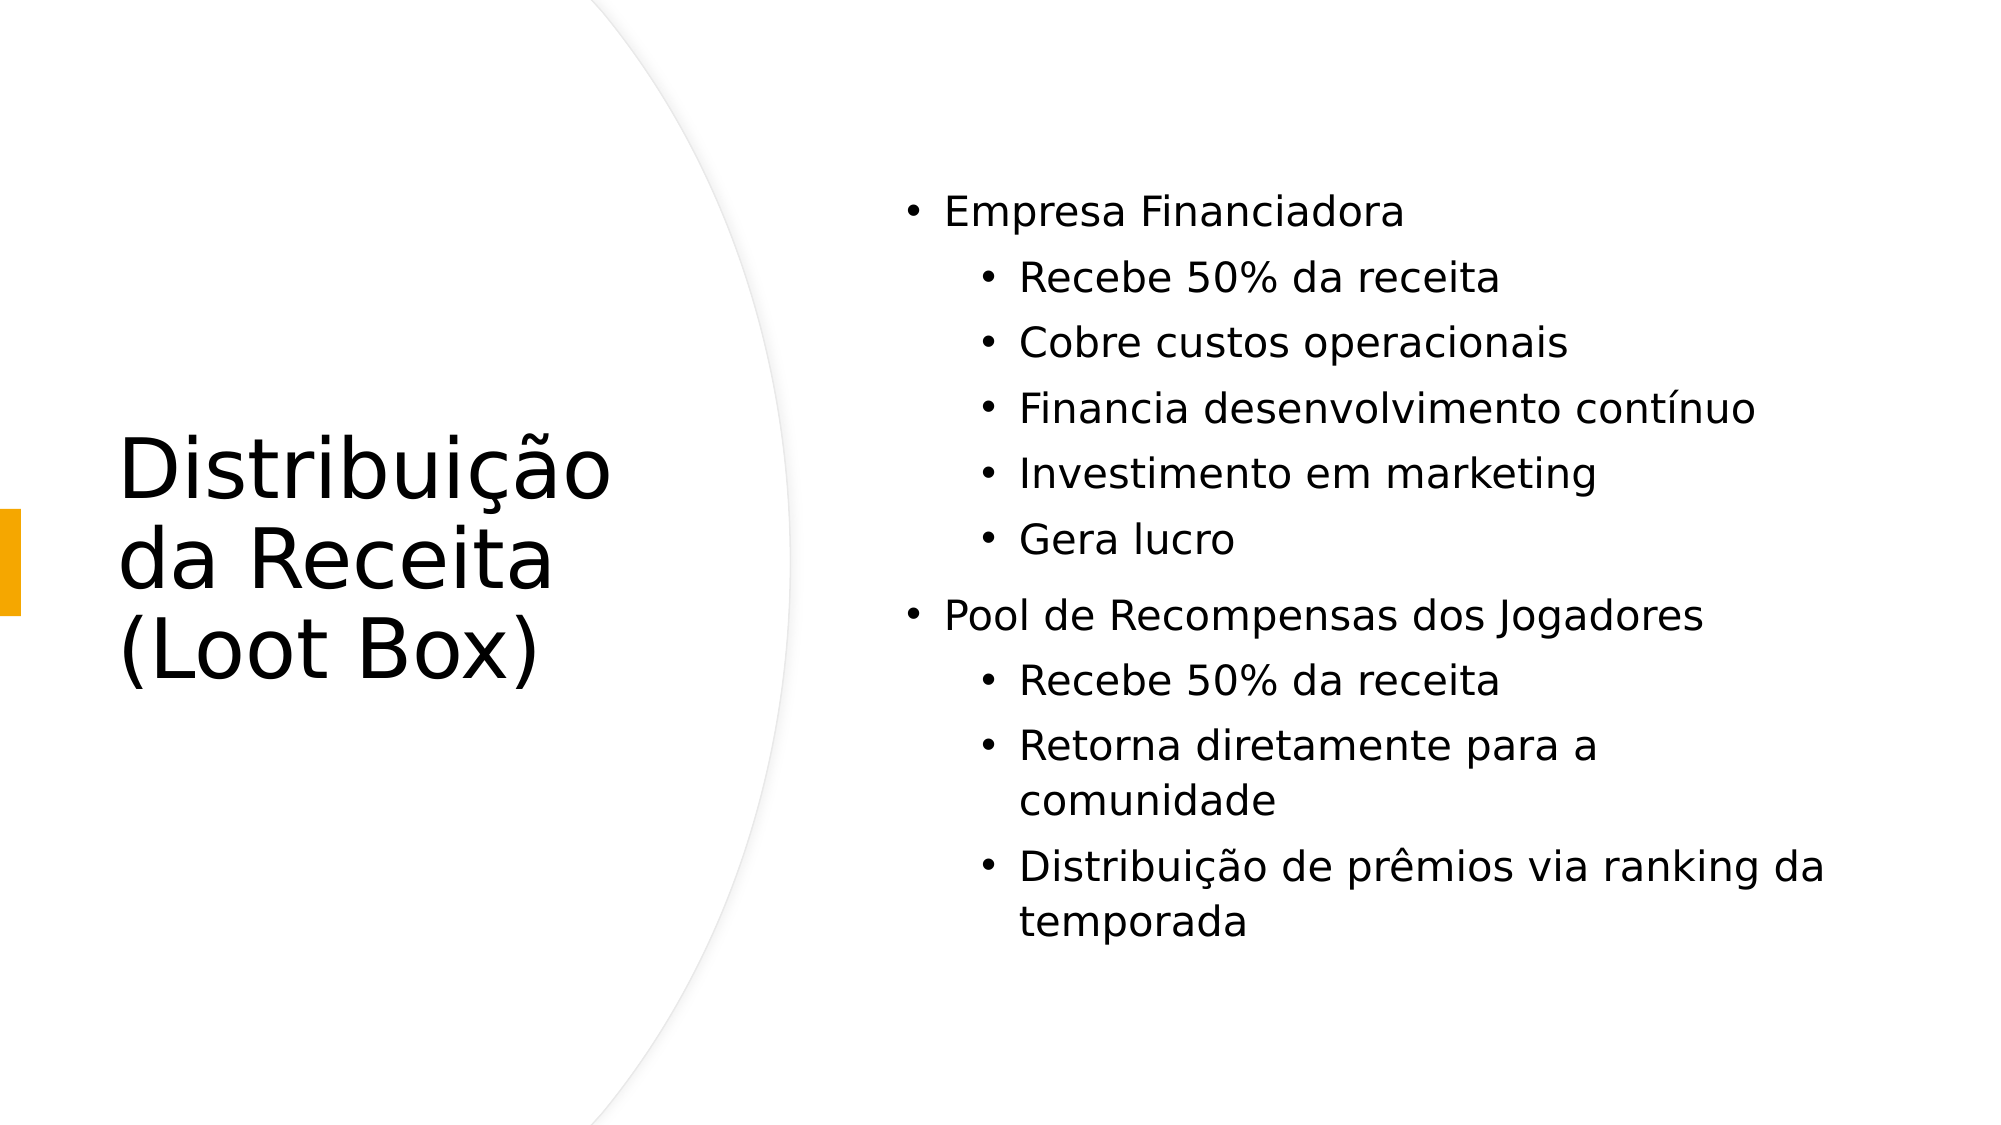 Distribuição
da Receita
(Loot Box)
• Empresa Financiadora
• Recebe 50% da receita
• Cobre custos operacionais
• Financia desenvolvimento contínuo
• Investimento em marketing
• Gera lucro
• Pool de Recompensas dos Jogadores
• Recebe 50% da receita
• Retorna diretamente para a
comunidade
• Distribuição de prêmios via ranking da
temporada